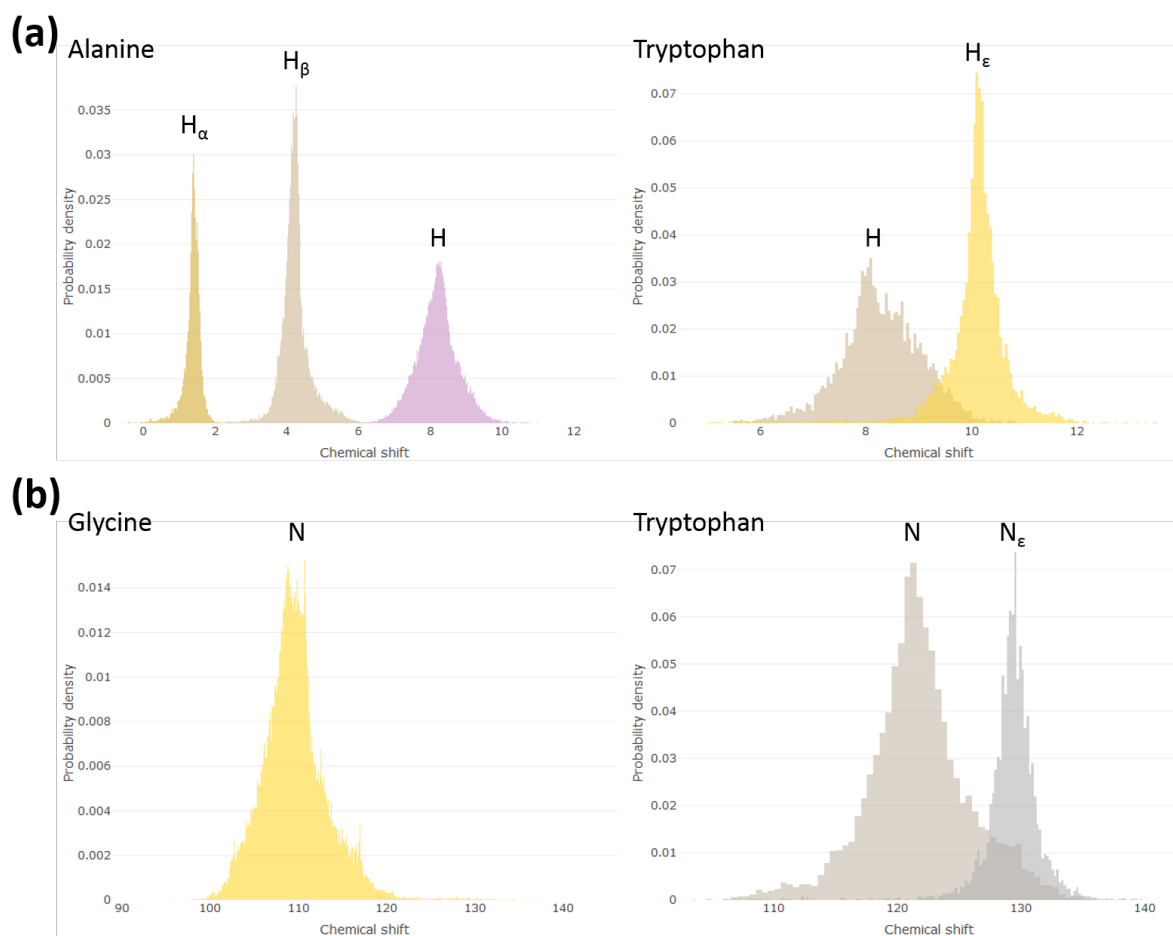 (a)
Alanine
Tryptophan
H_α
H_β
H
H
H_ε
Probability density
0.035
0.03
0.025
0.02
0.015
0.01
0.005
0
0 2 4 6 8 10 12
Chemical shift
Probability density
0.07
0.06
0.05
0.04
0.03
0.02
0.01
0
6 8 10 12
Chemical shift
(b)
Glycine
Tryptophan
N
N
N_ε
Probability density
0.014
0.012
0.01
0.008
0.006
0.004
0.002
0
90 100 110 120 130 140
Chemical shift
Probability density
0.07
0.06
0.05
0.04
0.03
0.02
0.01
0
110 120 130 140
Chemical shift